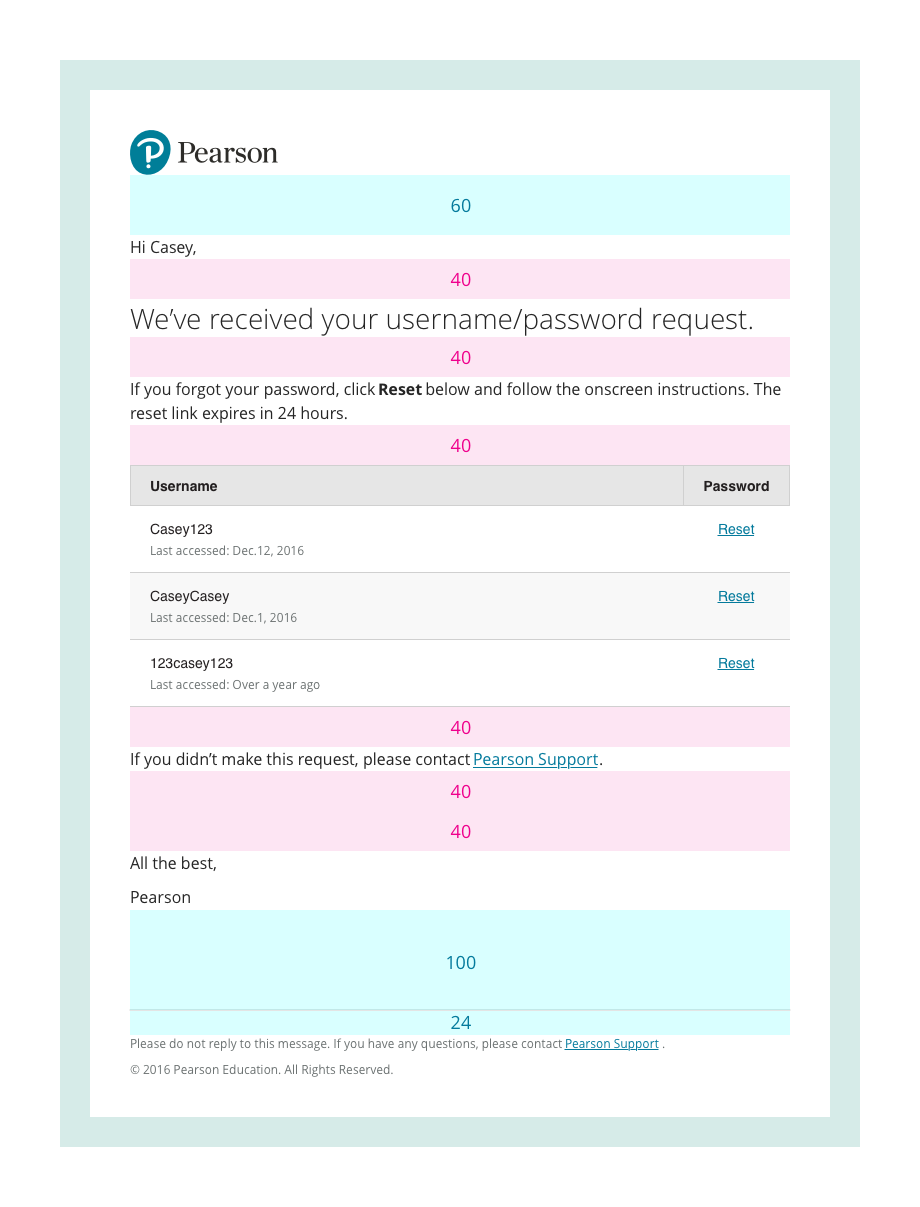 Pearson
60
Hi Casey,
40
We’ve received your username/password request.
40
If you forgot your password, click Reset below and follow the onscreen instructions. The
reset link expires in 24 hours.
40
Username Password
Casey123 Reset
Last accessed: Dec.12, 2016
CaseyCasey Reset
Last accessed: Dec.1, 2016
123casey123 Reset
Last accessed: Over a year ago
40
If you didn’t make this request, please contact Pearson Support.
40
40
All the best,
Pearson
100
24
Please do not reply to this message. If you have any questions, please contact Pearson Support .
© 2016 Pearson Education. All Rights Reserved.